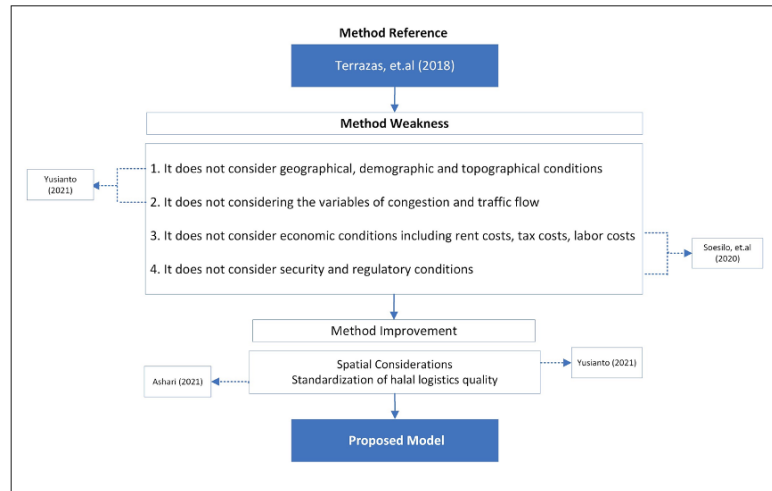 Method Reference
Terrazas, et.al (2018)
Method Weakness
1. It does not consider geographical, demographic and topographical conditions
Yusianto
(2021)
2. It does not considering the variables of congestion and traffic flow
3. It does not consider economic conditions including rent costs, tax costs, labor costs
Soesilo, et.al
(2020)
4. It does not consider security and regulatory conditions
Method Improvement
Spatial Considerations
Standardization of halal logistics quality
Yusianto (2021)
Ashari (2021)
Proposed Model